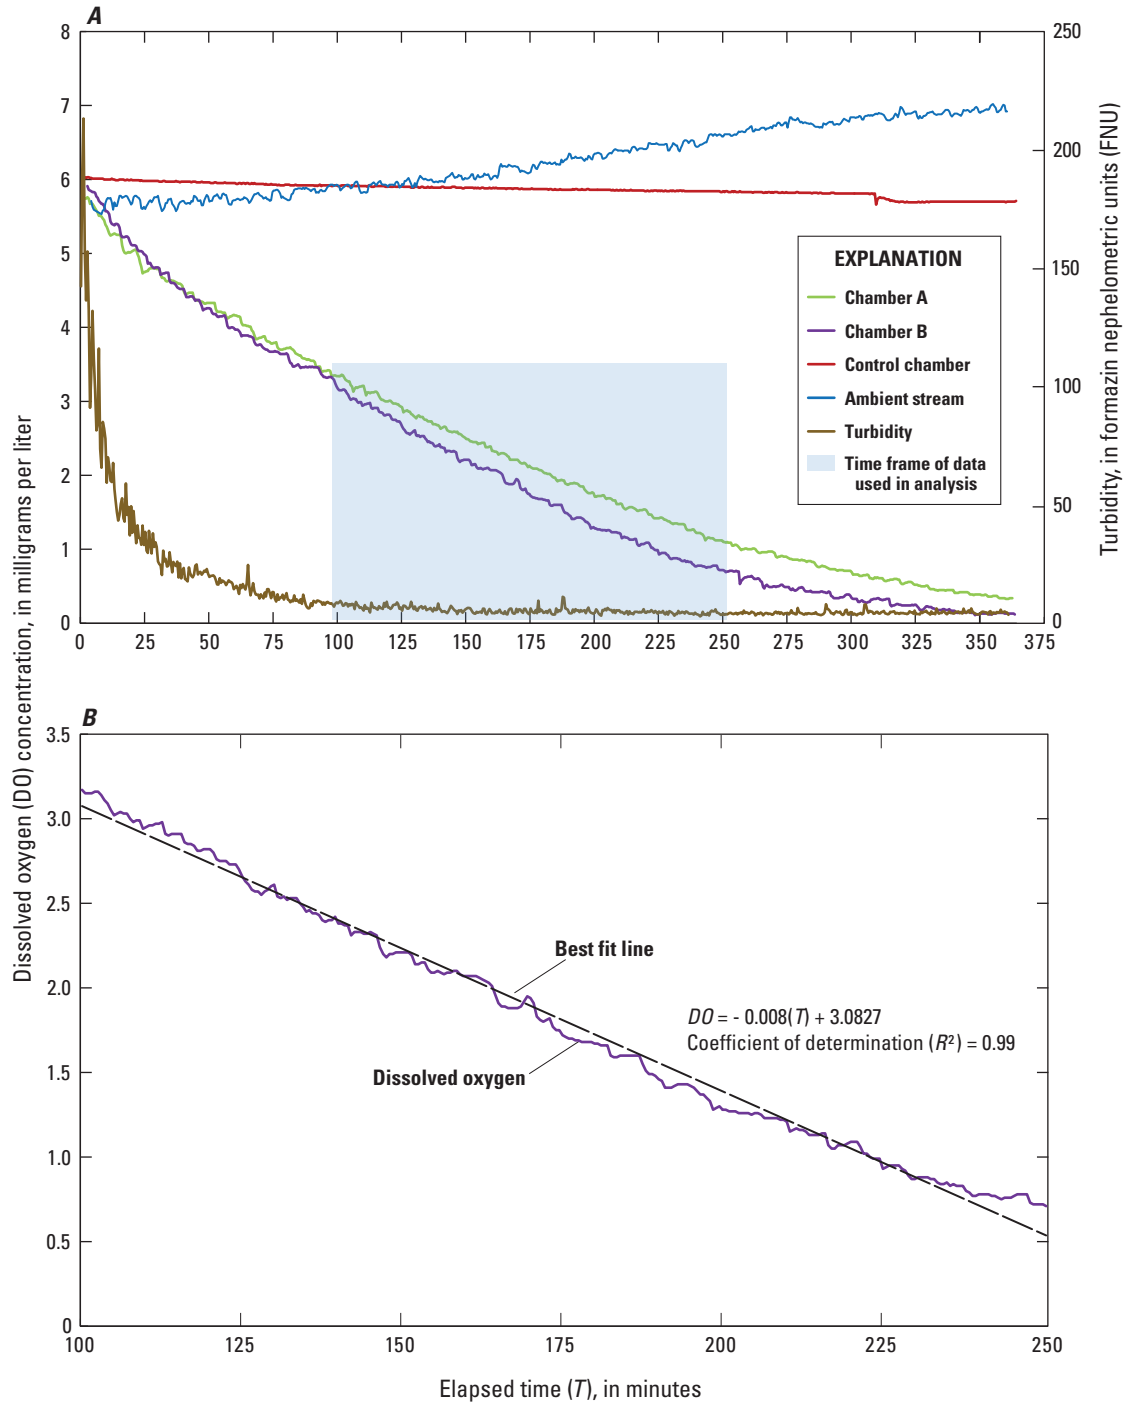 A
8
7
6
5
4
3
2
1
0
250
200
150
100
50
0
0 25 50 75 100 125 150 175 200 225 250 275 300 325 350 375
EXPLANATION
Chamber A
Chamber B
Control chamber
Ambient stream
Turbidity
Time frame of data
used in analysis
Turbidity, in formazin nephelometric units (FNU)
Dissolved oxygen (DO) concentration, in milligrams per liter
B
3.5
3.0
2.5
2.0
1.5
1.0
0.5
0
100 125 150 175 200 225 250
Best fit line
DO = - 0.008(T) + 3.0827
Coefficient of determination (R²) = 0.99
Dissolved oxygen
Elapsed time (T), in minutes